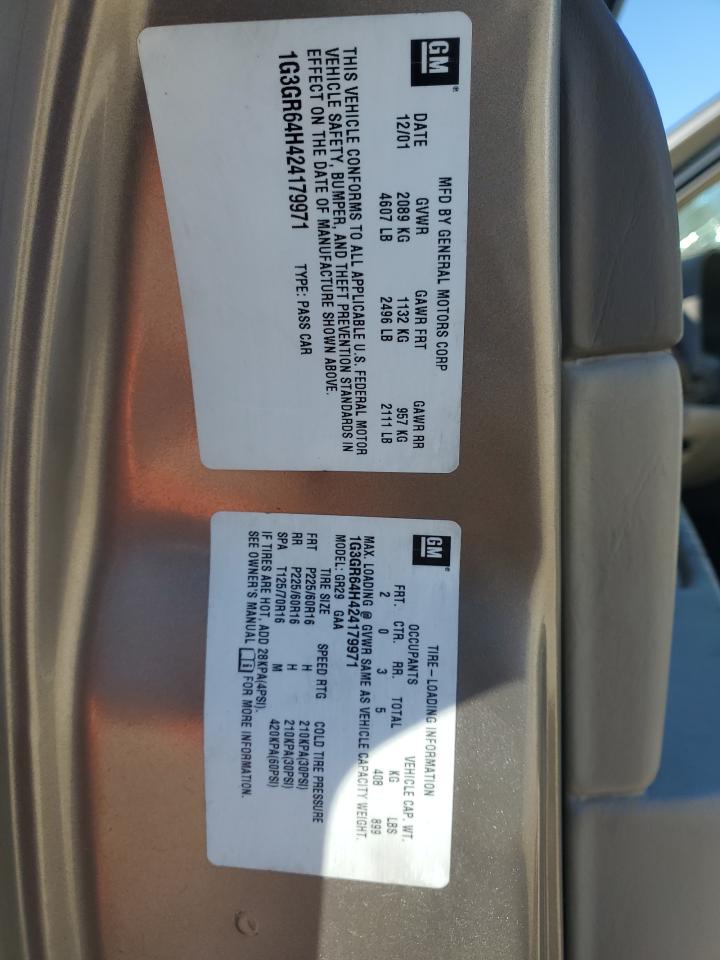 GM®
MFD BY GENERAL MOTORS CORP
DATE GVWR GAWR FRT GAWR RR
12/01 2089 KG 1132 KG 957 KG
4607 LB 2496 LB 2111 LB
THIS VEHICLE CONFORMS TO ALL APPLICABLE U.S. FEDERAL MOTOR
VEHICLE SAFETY, BUMPER, AND THEFT PREVENTION STANDARDS IN
EFFECT ON THE DATE OF MANUFACTURE SHOWN ABOVE.
1G3GR64H424179971 TYPE: PASS CAR
GM®
TIRE-LOADING INFORMATION
OCCUPANTS VEHICLE CAP. WT.
FRT. CTR. RR. TOTAL KG LBS
2 0 3 5 408 899
MAX. LOADING @ GVWR SAME AS VEHICLE CAPACITY WEIGHT.
1G3GR64H424179971
MODEL: GR29 GAA
TIRE SIZE SPEED RTG COLD TIRE PRESSURE
FRT P225/60R16 H 210KPA(30PSI)
RR P225/60R16 H 210KPA(30PSI)
SPA T125/70R16 M 420KPA(60PSI)
IF TIRES ARE HOT, ADD 28KPA(4PSI).
SEE OWNER'S MANUAL FOR MORE INFORMATION.